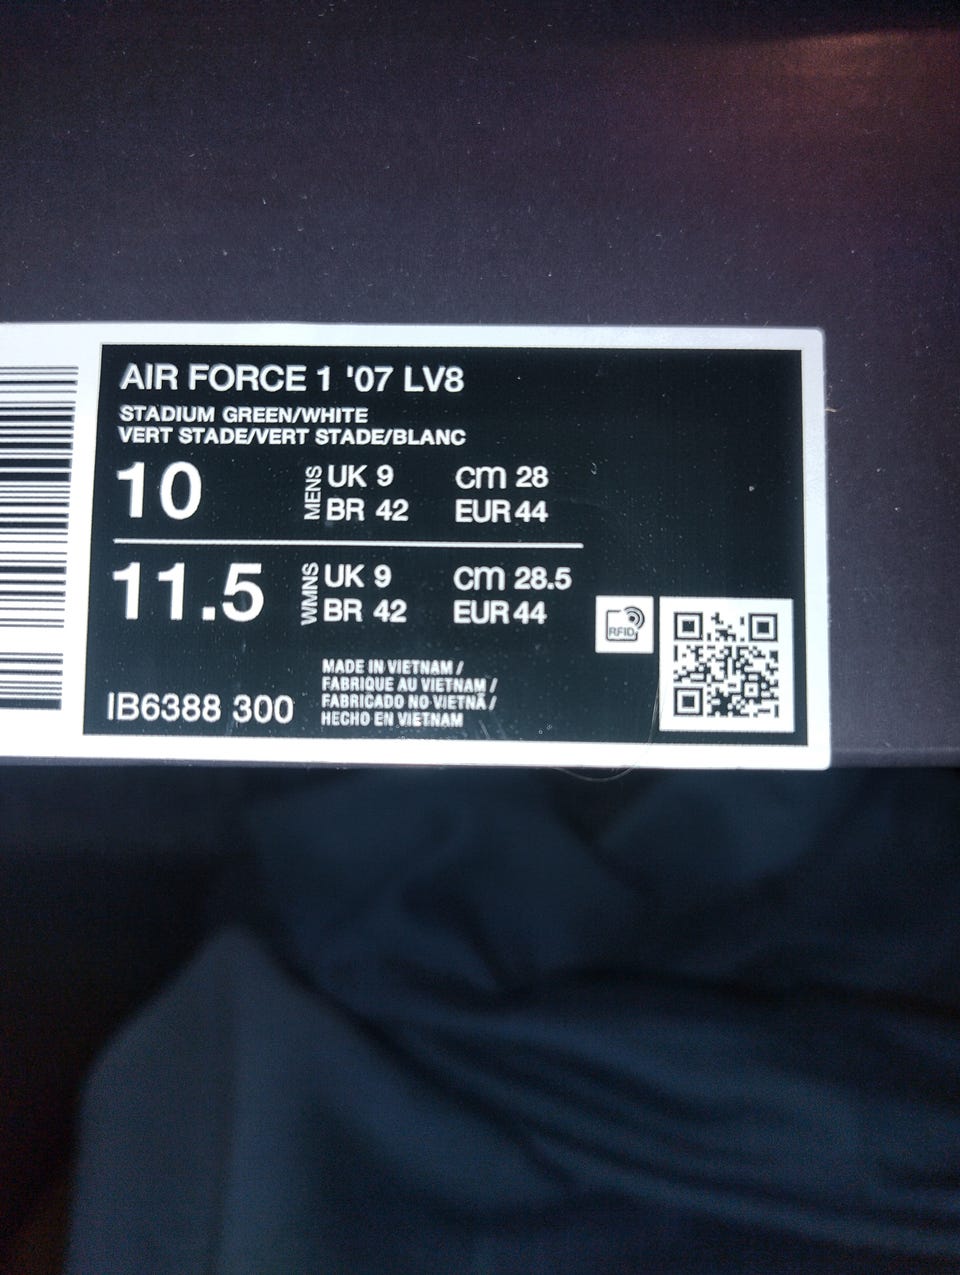 AIR FORCE 1 '07 LV8
STADIUM GREEN/WHITE
VERT STADE/VERT STADE/BLANC
10 MENS UK 9 cm 28
BR 42 EUR 44
11.5 WMNS UK 9 cm 28.5
BR 42 EUR 44
RFID
MADE IN VIETNAM /
FABRIQUE AU VIETNAM /
FABRICADO NO VIETNÃ /
HECHO EN VIETNAM
IB6388 300